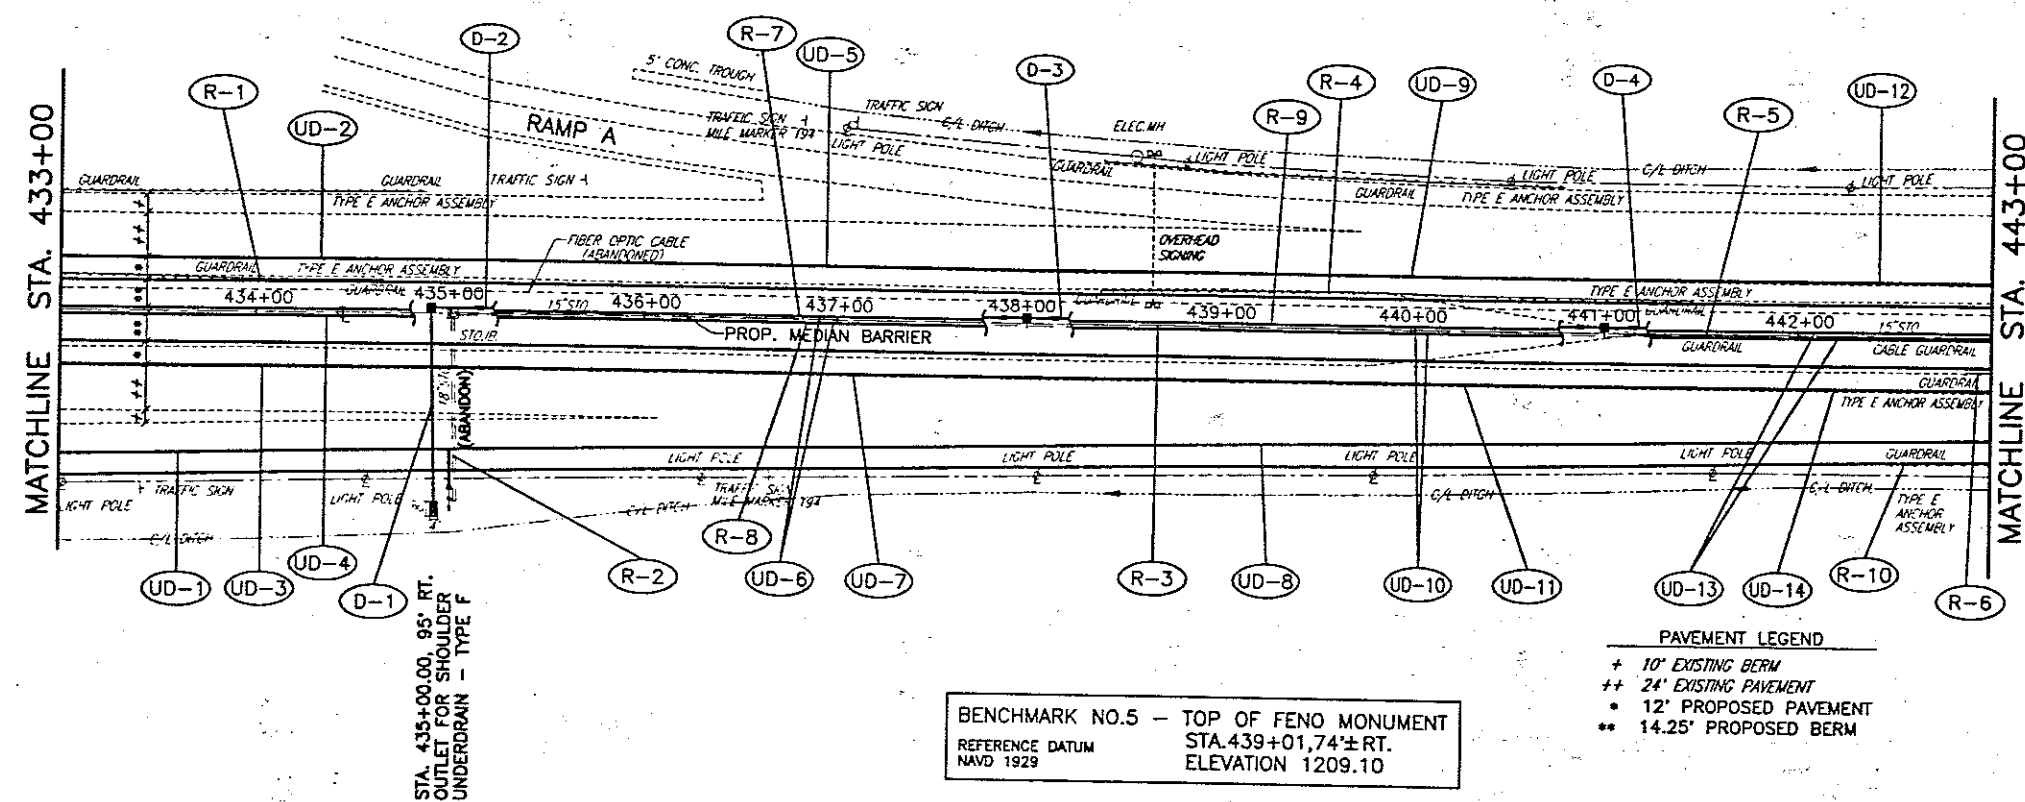 D-2
R-7
UD-5
D-3
R-4
UD-9
D-4
UD-12
R-1
UD-2
R-9
R-5
5' CONC. TROUGH
RAMP A
TRAFFIC SIGN
MILE MARKER 194
TRAFFIC SIGN
C/L DITCH
ELEC.MH
LIGHT POLE
LIGHT POLE
GUARDRAIL
LIGHT POLE
C/L DITCH
LIGHT POLE
MATCHLINE STA. 433+00
MATCHLINE STA. 443+00
GUARDRAIL
GUARDRAIL
TRAFFIC SIGN
TYPE E ANCHOR ASSEMBLY
GUARDRAIL
TYPE E ANCHOR ASSEMBLY
FIBER OPTIC CABLE
(ABANDONED)
OVERHEAD
SIGNING
GUARDRAIL
TYPE E ANCHOR ASSEMBLY
GUARDRAIL
TYPE E ANCHOR ASSEMBLY
434+00
435+00
15" STO
436+00
437+00
438+00
GUARDRAIL
439+00
440+00
441+00
GUARDRAIL
442+00
15" STO
PROP. MEDIAN BARRIER
GUARDRAIL
CABLE GUARDRAIL
GUARDRAIL
TYPE E ANCHOR ASSEMBLY
(ABANDON)
LIGHT POLE
LIGHT POLE
LIGHT POLE
LIGHT POLE
GUARDRAIL
LIGHT POLE
TRAFFIC SIGN
LIGHT POLE
TRAFFIC SIGN
MILE MARKER 194
C/L DITCH
C/L DITCH
C/L DITCH
C/L DITCH
TYPE E
ANCHOR
ASSEMBLY
UD-1
UD-3
UD-4
D-1
R-2
R-8
UD-6
UD-7
R-3
UD-8
UD-10
UD-11
UD-13
UD-14
R-10
R-6
STA. 435+00.00, 95' RT.
OUTLET FOR SHOULDER
UNDERDRAIN - TYPE F
PAVEMENT LEGEND
+ 10' EXISTING BERM
++ 24' EXISTING PAVEMENT
* 12' PROPOSED PAVEMENT
** 14.25' PROPOSED BERM
BENCHMARK NO.5 - TOP OF FENO MONUMENT
REFERENCE DATUM STA.439+01,74'±RT.
NAVD 1929 ELEVATION 1209.10